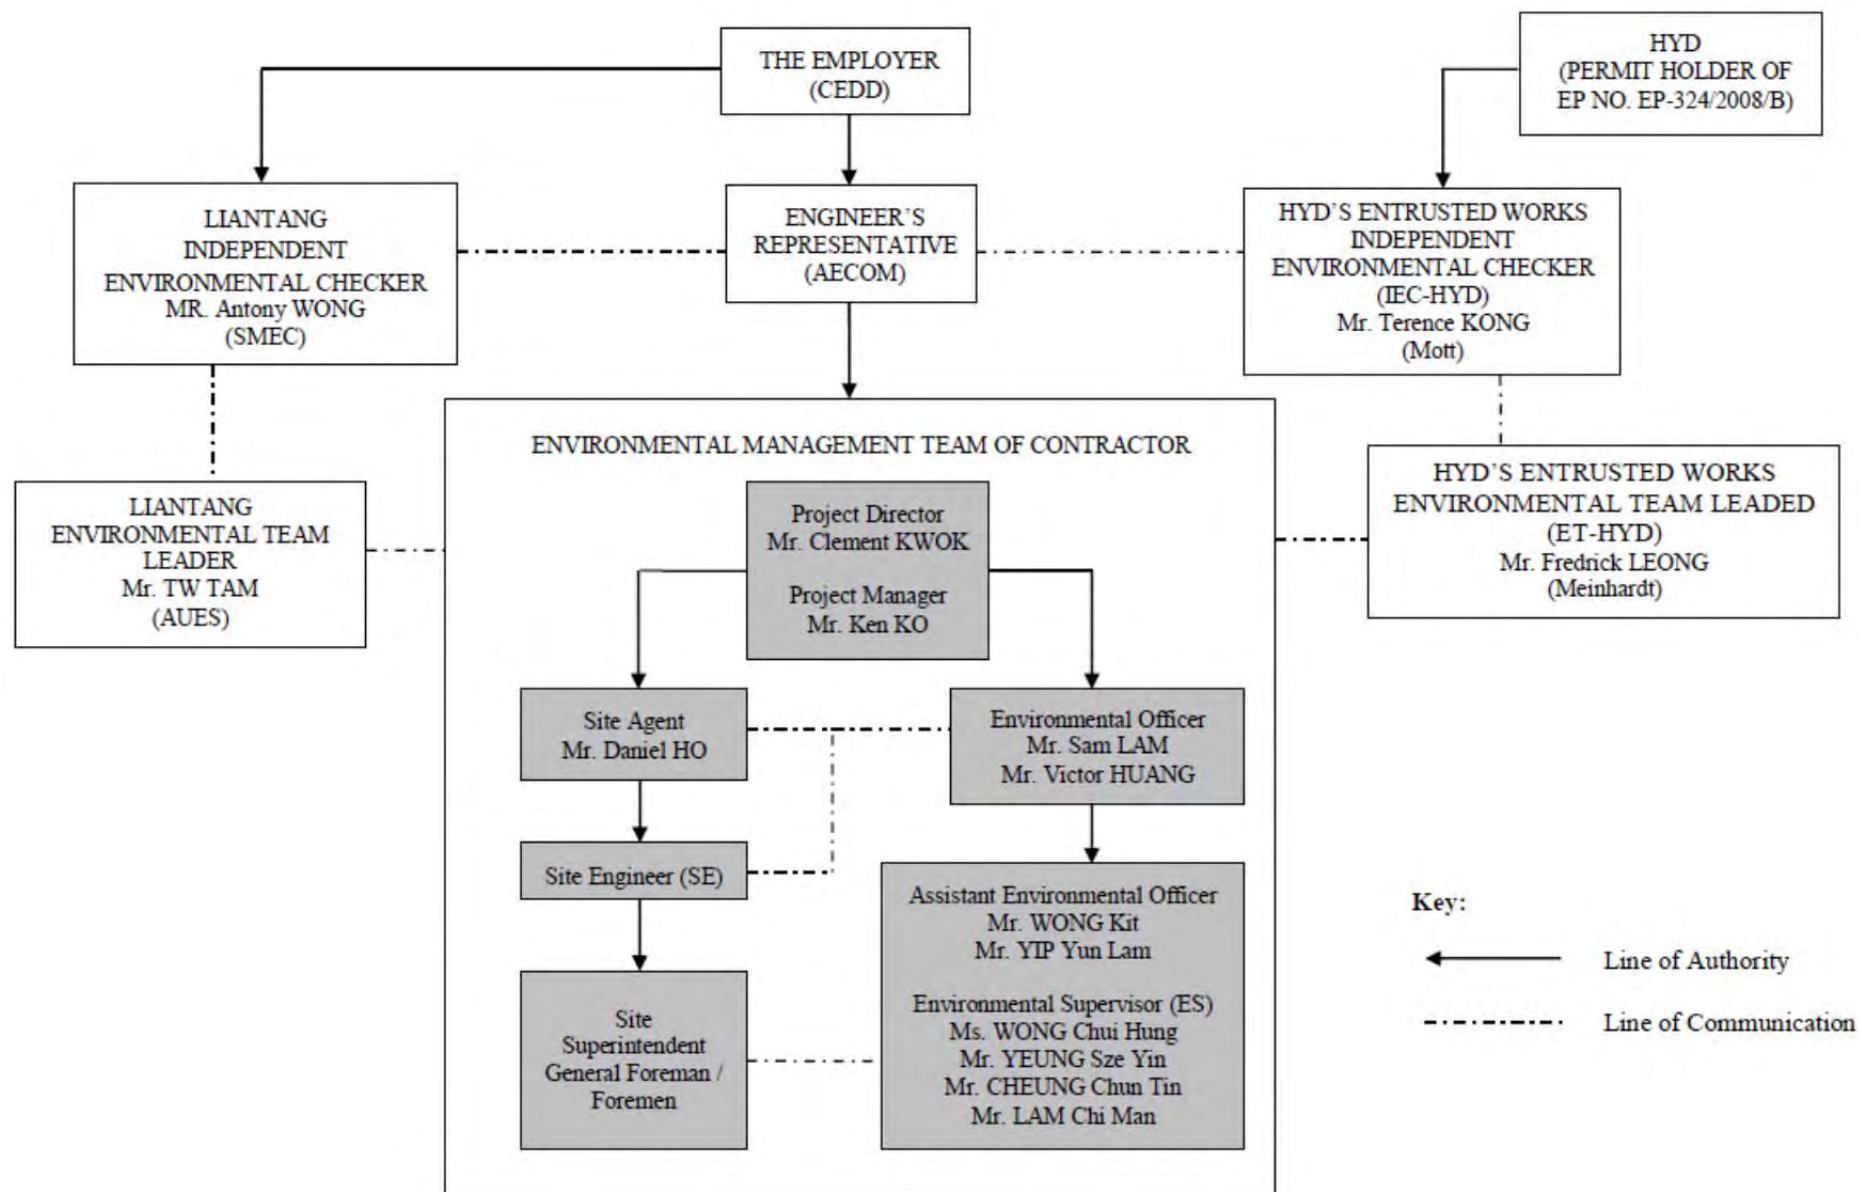 THE EMPLOYER
(CEDD)
HYD
(PERMIT HOLDER OF
EP NO. EP-324/2008/B)
LIANTANG
INDEPENDENT
ENVIRONMENTAL CHECKER
MR. Antony WONG
(SMEC)
ENGINEER'S
REPRESENTATIVE
(AECOM)
HYD'S ENTRUSTED WORKS
INDEPENDENT
ENVIRONMENTAL CHECKER
(IEC-HYD)
Mr. Terence KONG
(Mott)
LIANTANG
ENVIRONMENTAL TEAM
LEADER
Mr. TW TAM
(AUES)
ENVIRONMENTAL MANAGEMENT TEAM OF CONTRACTOR
HYD'S ENTRUSTED WORKS
ENVIRONMENTAL TEAM LEADED
(ET-HYD)
Mr. Fredrick LEONG
(Meinhardt)
Project Director
Mr. Clement KWOK
Project Manager
Mr. Ken KO
Site Agent
Mr. Daniel HO
Environmental Officer
Mr. Sam LAM
Mr. Victor HUANG
Site Engineer (SE)
Assistant Environmental Officer
Mr. WONG Kit
Mr. YIP Yun Lam
Environmental Supervisor (ES)
Ms. WONG Chui Hung
Mr. YEUNG Sze Yin
Mr. CHEUNG Chun Tin
Mr. LAM Chi Man
Site
Superintendent
General Foreman /
Foremen
Key:
Line of Authority
Line of Communication